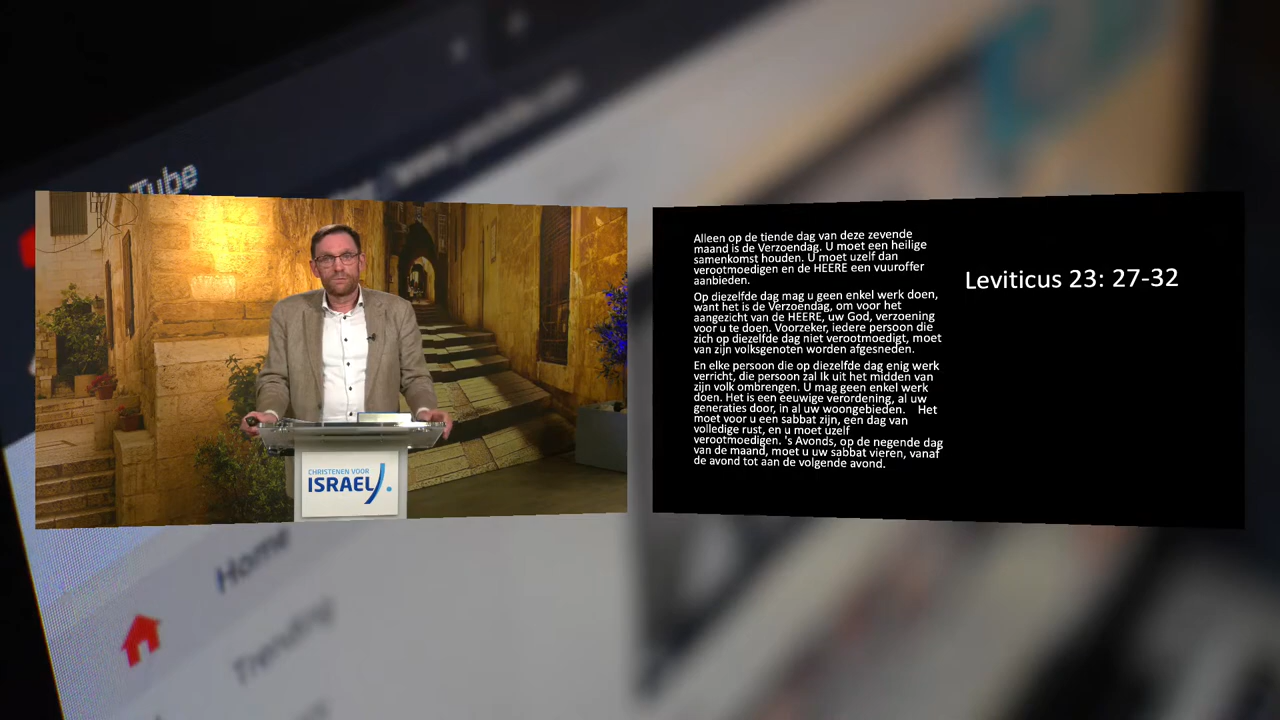 Tube
Alleen op de tiende dag van deze zevende
maand is de Verzoendag. U moet een heilige
samenkomst houden. U moet uzelf dan
verootmoedigen en de HEERE een vuuroffer
aanbieden.
Op diezelfde dag mag u geen enkel werk doen,
want het is de Verzoendag, om voor het
aangezicht van de HEERE, uw God, verzoening
voor u te doen. Voorzeker, iedere persoon die
zich op diezelfde dag niet verootmoedigt, moet
van zijn volksgenoten worden afgesneden.
En elke persoon die op diezelfde dag enig werk
verricht, die persoon zal Ik uit het midden van
zijn volk ombrengen. U mag geen enkel werk
doen. Het is een eeuwige verordening, al uw
generaties door, in al uw woongebieden. Het
moet voor u een sabbat zijn, een dag van
volledige rust, en u moet uzelf
verootmoedigen. 's Avonds, op de negende dag
van de maand, moet u uw sabbat vieren, vanaf
de avond tot aan de volgende avond.
Leviticus 23: 27-32
CHRISTENEN VOOR
ISRAEL
Home
Trending